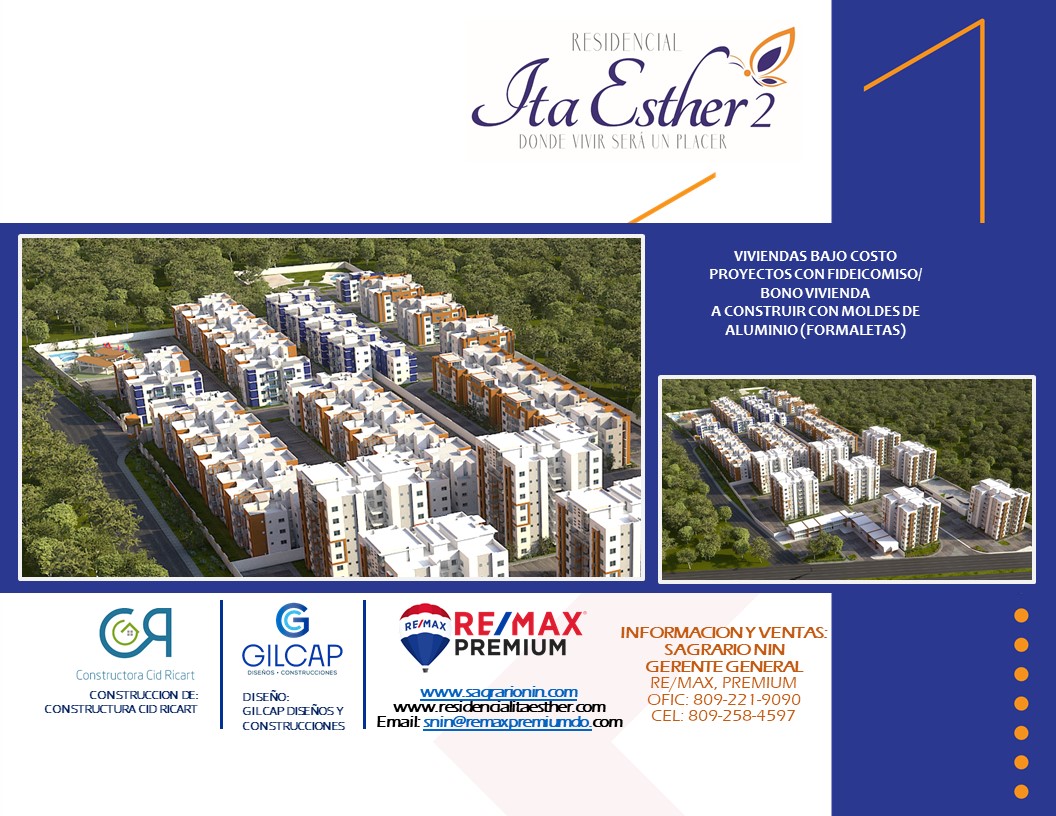 RESIDENCIAL
Ita Esther 2
DONDE VIVIR SERÁ UN PLACER
VIVIENDAS BAJO COSTO
PROYECTOS CON FIDEICOMISO/
BONO VIVIENDA
A CONSTRUIR CON MOLDES DE
ALUMINIO (FORMALETAS)
CR
Constructora Cid Ricart
CONSTRUCCION DE:
CONSTRUCTURA CID RICART
G
GILCAP
DISEÑOS • CONSTRUCCIONES
DISEÑO:
GILCAP DISEÑOS Y
CONSTRUCCIONES
RE/MAX
RE/MAX®
PREMIUM
www.sagrarionin.com
www.residencialitaesther.com
Email: snin@remaxpremiumdo.com
INFORMACION Y VENTAS:
SAGRARIO NIN
GERENTE GENERAL
RE/MAX, PREMIUM
OFIC: 809-221-9090
CEL: 809-258-4597